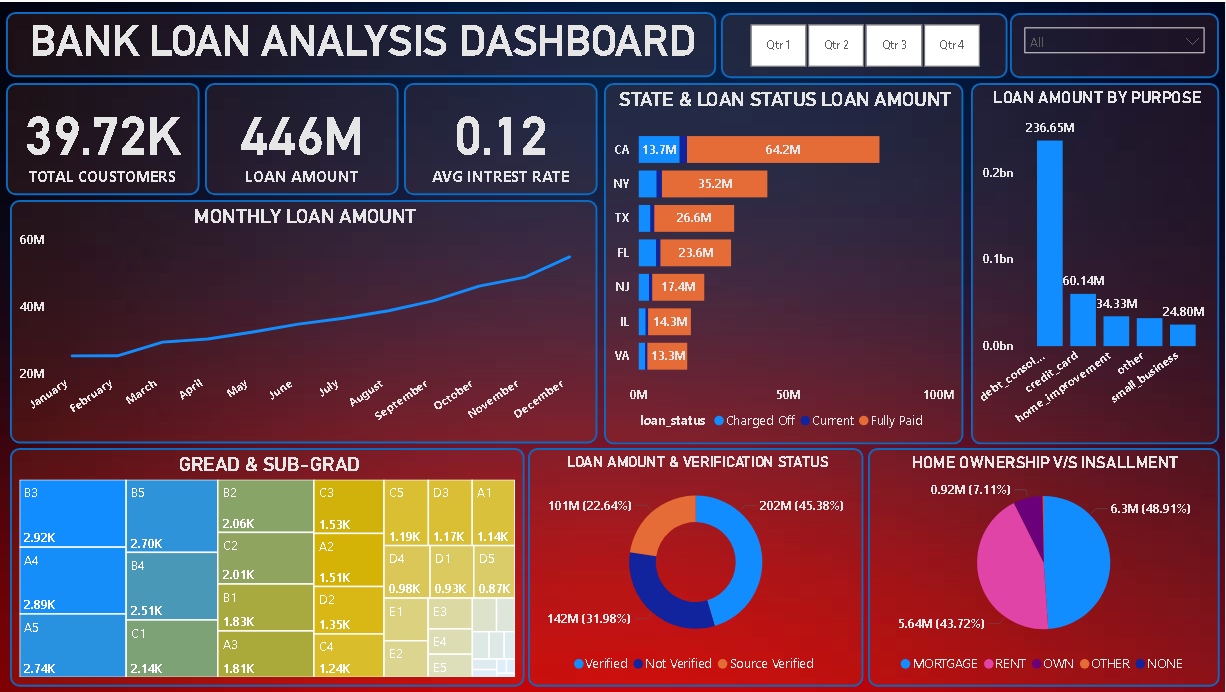 BANK LOAN ANALYSIS DASHBOARD
Qtr 1 Qtr 2 Qtr 3 Qtr 4
All
39.72K
TOTAL COUSTOMERS
446M
LOAN AMOUNT
0.12
AVG INTREST RATE
STATE & LOAN STATUS LOAN AMOUNT
CA 13.7M 64.2M
NY 35.2M
TX 26.6M
FL 23.6M
NJ 17.4M
IL 14.3M
VA 13.3M
0M 50M 100M
loan_status Charged Off Current Fully Paid
LOAN AMOUNT BY PURPOSE
236.65M
0.2bn
0.1bn
60.14M
34.33M
24.80M
0.0bn
debt_consol...
credit_card
home_improvement
other
small_business
MONTHLY LOAN AMOUNT
60M
40M
20M
January
February
March
April
May
June
July
August
September
October
November
December
GREAD & SUB-GRAD
B3
2.92K
A4
2.89K
A5
2.74K
B5
2.70K
B4
2.51K
C1
2.14K
B2
2.06K
C2
2.01K
B1
1.83K
A3
1.81K
C3
1.53K
A2
1.51K
D2
1.35K
C4
1.24K
C5
1.19K
D3
1.17K
A1
1.14K
D4
0.98K
D1
0.93K
D5
0.87K
E1
E2
E3
E4
E5
LOAN AMOUNT & VERIFICATION STATUS
101M (22.64%)
202M (45.38%)
142M (31.98%)
Verified Not Verified Source Verified
HOME OWNERSHIP V/S INSALLMENT
0.92M (7.11%)
6.3M (48.91%)
5.64M (43.72%)
MORTGAGE RENT OWN OTHER NONE